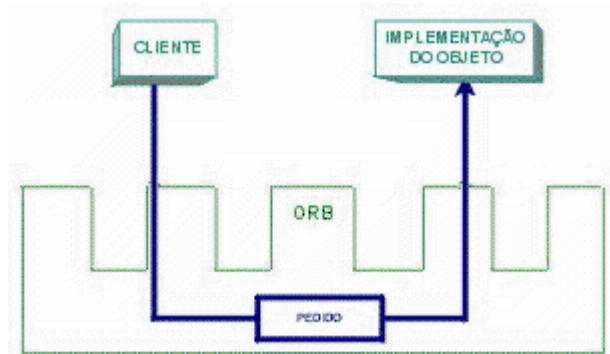 CLIENTE
IMPLEMENTAÇÃO
DO OBJETO
ORB
PEDIDO